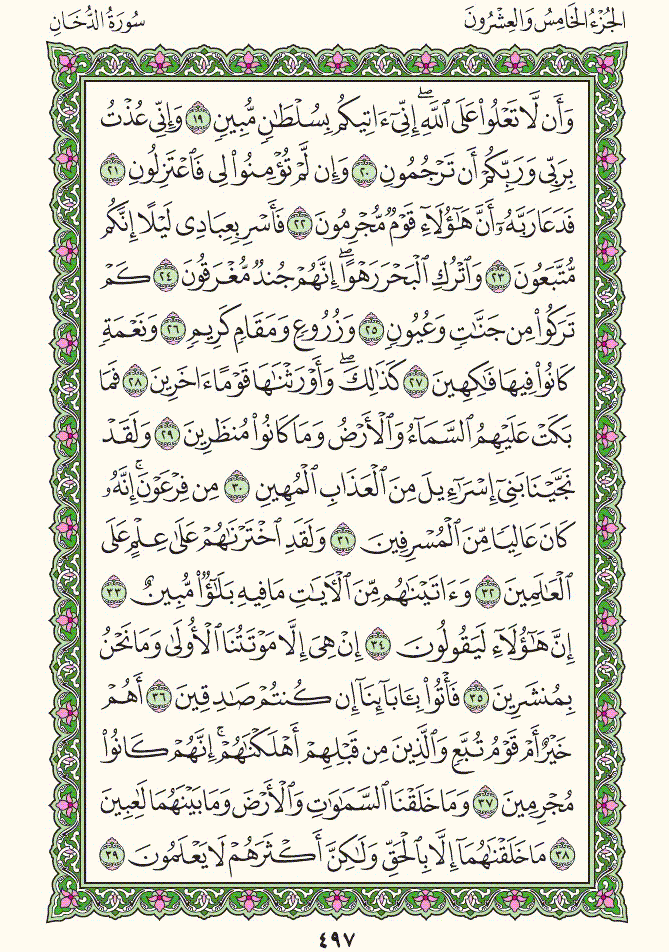 الجُزْءُ الخَامِسُ وَالعِشْرُونَ
سُورَةُ الدُّخَانِ
وَأَن لَّا تَعْلُوا۟ عَلَى ٱللَّهِ ۖ إِنِّىٓ ءَاتِيكُم بِسُلْطَـٰنٍ مُّبِينٍ ١٩ وَإِنِّى عُذْتُ
بِرَبِّى وَرَبِّكُمْ أَن تَرْجُمُونِ ٢٠ وَإِن لَّمْ تُؤْمِنُوا۟ لِى فَٱعْتَزِلُونِ ٢١
فَدَعَا رَبَّهُۥٓ أَنَّ هَـٰٓؤُلَآءِ قَوْمٌ مُّجْرِمُونَ ٢٢ فَأَسْرِ بِعِبَادِى لَيْلًا إِنَّكُم
مُّتَّبَعُونَ ٢٣ وَٱتْرُكِ ٱلْبَحْرَ رَهْوًا ۖ إِنَّهُمْ جُندٌ مُّغْرَقُونَ ٢٤ كَمْ
تَرَكُوا۟ مِن جَنَّـٰتٍ وَعُيُونٍ ٢٥ وَزُرُوعٍ وَمَقَامٍ كَرِيمٍ ٢٦ وَنَعْمَةٍ
كَانُوا۟ فِيهَا فَـٰكِهِينَ ٢٧ كَذَٰلِكَ ۖ وَأَوْرَثْنَـٰهَا قَوْمًا ءَاخَرِينَ ٢٨ فَمَا
بَكَتْ عَلَيْهِمُ ٱلسَّمَآءُ وَٱلْأَرْضُ وَمَا كَانُوا۟ مُنظَرِينَ ٢٩ وَلَقَدْ
نَجَّيْنَا بَنِىٓ إِسْرَٰٓءِيلَ مِنَ ٱلْعَذَابِ ٱلْمُهِينِ ٣٠ مِن فِرْعَوْنَ ۚ إِنَّهُۥ
كَانَ عَالِيًا مِّنَ ٱلْمُسْرِفِينَ ٣١ وَلَقَدِ ٱخْتَرْنَـٰهُمْ عَلَىٰ عِلْمٍ عَلَى
ٱلْعَـٰلَمِينَ ٣٢ وَءَاتَيْنَـٰهُم مِّنَ ٱلْـَٔايَـٰتِ مَا فِيهِ بَلَـٰٓؤٌا۟ مُّبِينٌ ٣٣
إِنَّ هَـٰٓؤُلَآءِ لَيَقُولُونَ ٣٤ إِنْ هِىَ إِلَّا مَوْتَتُنَا ٱلْأُولَىٰ وَمَا نَحْنُ
بِمُنشَرِينَ ٣٥ فَأْتُوا۟ بِـَٔابَآئِنَآ إِن كُنتُمْ صَـٰدِقِينَ ٣٦ أَهُمْ
خَيْرٌ أَمْ قَوْمُ تُبَّعٍ وَٱلَّذِينَ مِن قَبْلِهِمْ ۚ أَهْلَكْنَـٰهُمْ ۖ إِنَّهُمْ كَانُوا۟
مُجْرِمِينَ ٣٧ وَمَا خَلَقْنَا ٱلسَّمَـٰوَٰتِ وَٱلْأَرْضَ وَمَا بَيْنَهُمَا لَـٰعِبِينَ
٣٨ مَا خَلَقْنَـٰهُمَآ إِلَّا بِٱلْحَقِّ وَلَـٰكِنَّ أَكْثَرَهُمْ لَا يَعْلَمُونَ ٣٩
٤٩٧